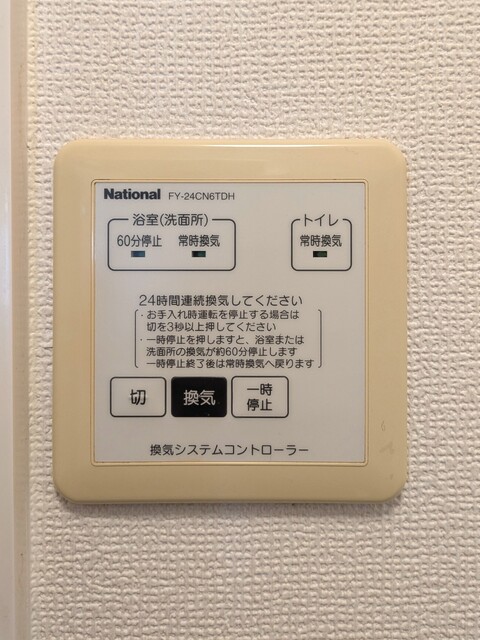 National FY-24CN6TDH
浴室(洗面所) トイレ
60分停止 常時換気 常時換気
24時間連続換気してください
・お手入れ時運転を停止する場合は
切を3秒以上押してください
・一時停止を押しますと、浴室または
洗面所の換気が約60分停止します
一時停止終了後は常時換気へ戻ります
切 換気 一時
停止
換気システムコントローラー